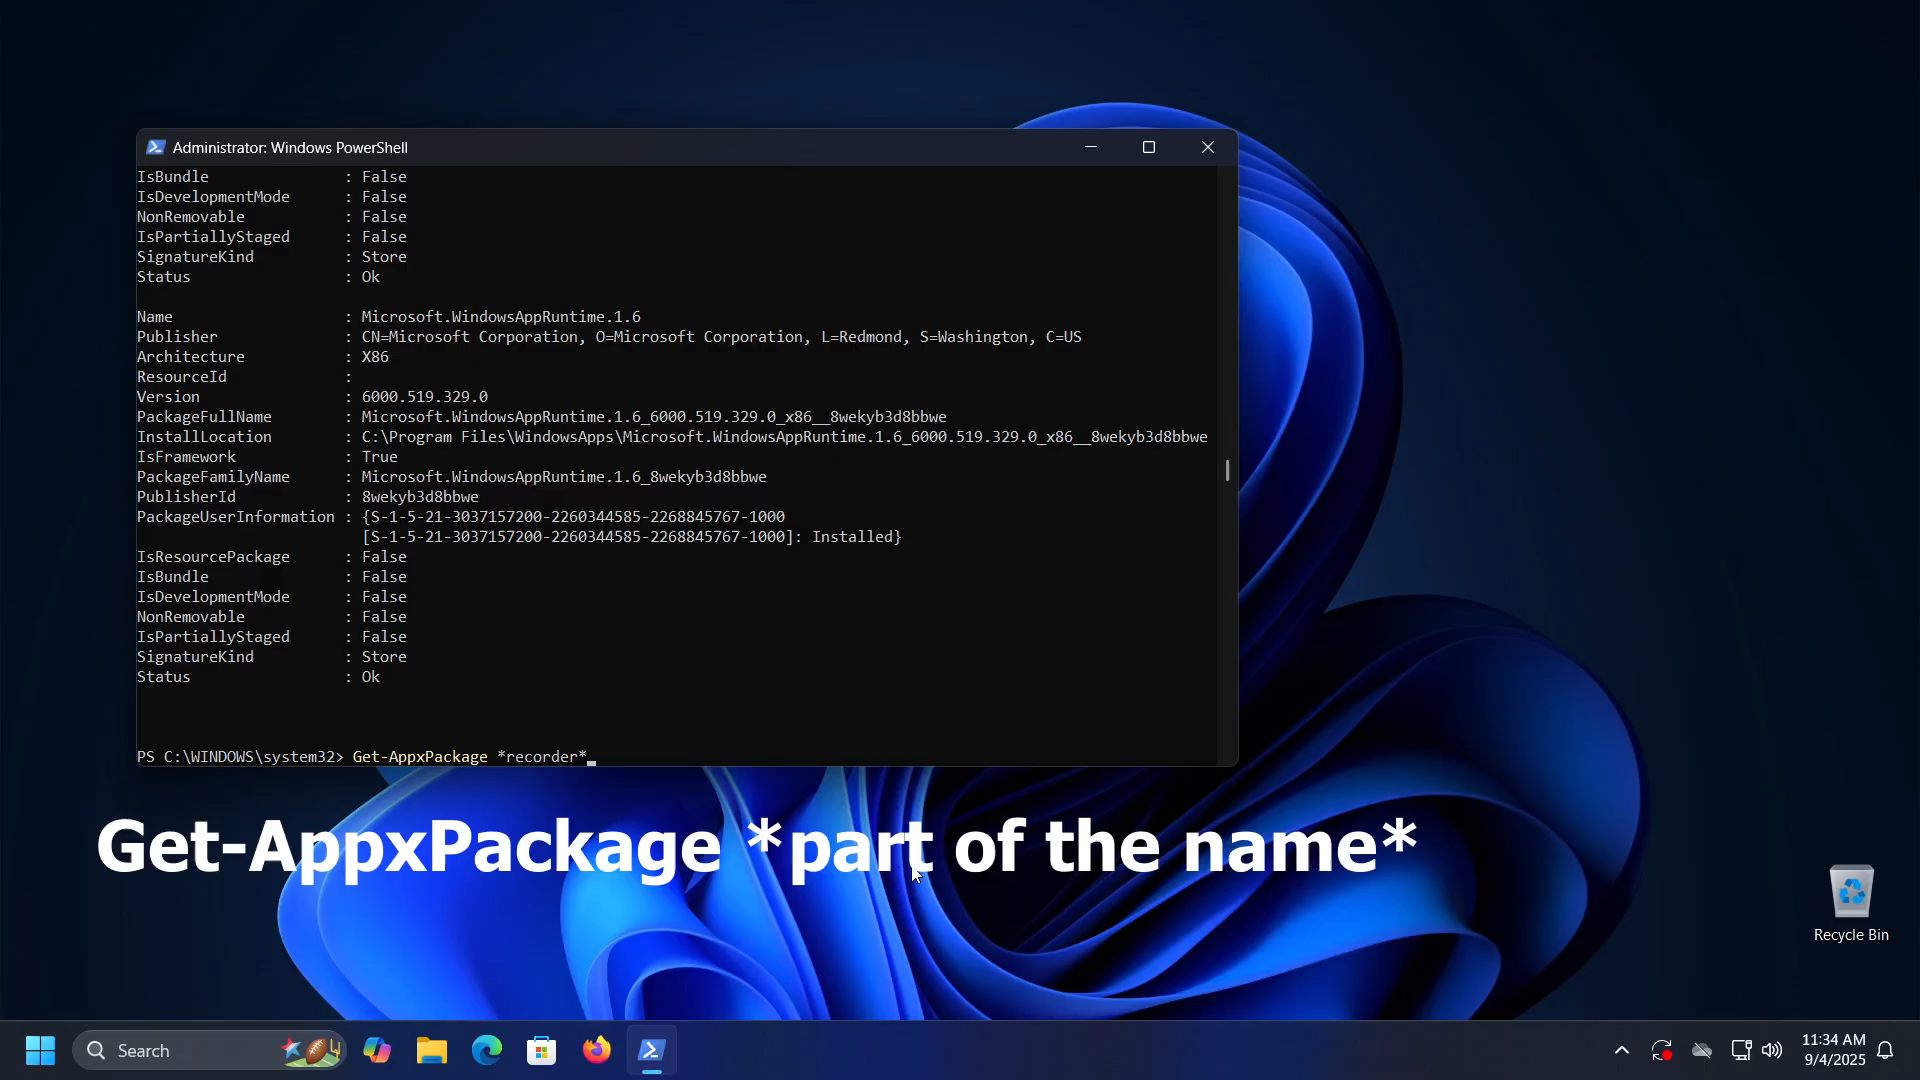 Administrator: Windows PowerShell
IsBundle : False
IsDevelopmentMode : False
NonRemovable : False
IsPartiallyStaged : False
SignatureKind : Store
Status : Ok
Name : Microsoft.WindowsAppRuntime.1.6
Publisher : CN=Microsoft Corporation, O=Microsoft Corporation, L=Redmond, S=Washington, C=US
Architecture : X86
ResourceId :
Version : 6000.519.329.0
PackageFullName : Microsoft.WindowsAppRuntime.1.6_6000.519.329.0_x86__8wekyb3d8bbwe
InstallLocation : C:\Program Files\WindowsApps\Microsoft.WindowsAppRuntime.1.6_6000.519.329.0_x86__8wekyb3d8bbwe
IsFramework : True
PackageFamilyName : Microsoft.WindowsAppRuntime.1.6_8wekyb3d8bbwe
PublisherId : 8wekyb3d8bbwe
PackageUserInformation : {S-1-5-21-3037157200-2260344585-2268845767-1000
[S-1-5-21-3037157200-2260344585-2268845767-1000]: Installed}
IsResourcePackage : False
IsBundle : False
IsDevelopmentMode : False
NonRemovable : False
IsPartiallyStaged : False
SignatureKind : Store
Status : Ok
PS C:\WINDOWS\system32> Get-AppxPackage *recorder*
Get-AppxPackage *part of the name*
Recycle Bin
Search
11:34 AM
9/4/2025